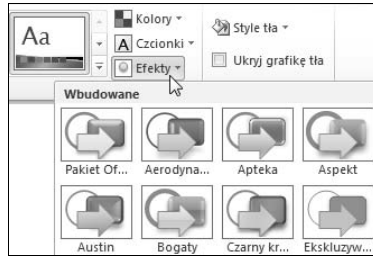 Aa
Kolory
Czcionki
Efekty
Style tła
Ukryj grafikę tła
Wbudowane
Pakiet Of... Aerodyna... Apteka Aspekt
Austin Bogaty Czarny kr... Ekskluzyw...